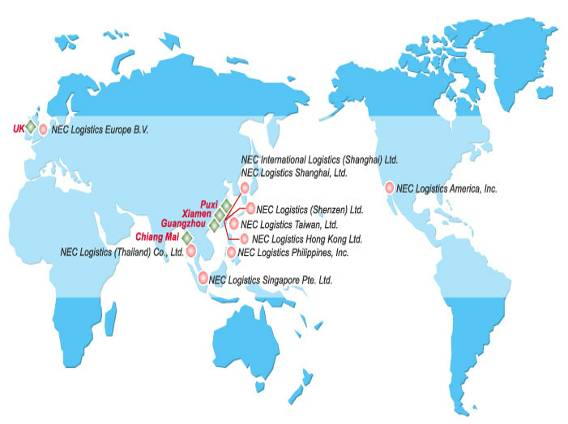 UK
NEC Logistics Europe B.V.
NEC International Logistics (Shanghai) Ltd.
NEC Logistics Shanghai, Ltd.
NEC Logistics America, Inc.
Puxi
NEC Logistics (Shenzen) Ltd.
Xiamen
Guangzhou
NEC Logistics Taiwan, Ltd.
Chiang Mai
NEC Logistics Hong Kong Ltd.
NEC Logistics (Thailand) Co., Ltd.
NEC Logistics Philippines, Inc.
NEC Logistics Singapore Pte. Ltd.